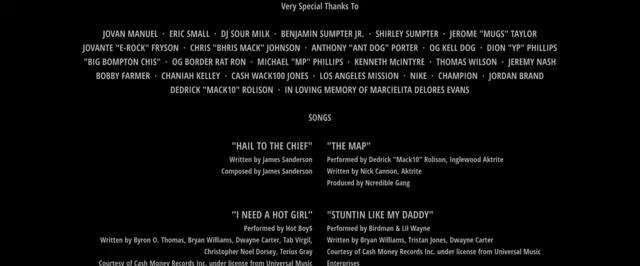 Very Special Thanks To
JOVAN MANUEL · ERIC SMALL · DJ SOUR MILK · BENJAMIN SUMPTER JR. · SHIRLEY SUMPTER · JEROME "MUGS" TAYLOR
JOVANTE "E-ROCK" FRYSON · CHRIS "BHRIS MACK" JOHNSON · ANTHONY "ANT DOG" PORTER · OG KELL DOG · DION "YP" PHILLIPS
"BIG BOMPTON CHIS" · OG BORDER RAT RON · MICHAEL "MP" PHILLIPS · KENNETH McINTYRE · THOMAS WILSON · JEREMY NASH
BOBBY FARMER · CHANIAH KELLEY · CASH WACK100 JONES · LOS ANGELES MISSION · NIKE · CHAMPION · JORDAN BRAND
DEDRICK "MACK10" ROLISON · IN LOVING MEMORY OF MARCIELITA DELORES EVANS
SONGS
"HAIL TO THE CHIEF"
Written by James Sanderson
Composed by James Sanderson
"THE MAP"
Performed by Dedrick "Mack10" Rolison, Inglewood Aktrite
Written by Nick Cannon, Aktrite
Produced by Ncredible Gang
"I NEED A HOT GIRL"
Performed by Hot Boy$
Written by Byron O. Thomas, Bryan Williams, Dwayne Carter, Tab Virgil,
Christopher Noel Dorsey, Terius Gray
Courtesy of Cash Money Records Inc. under license from Universal Music
"STUNTIN LIKE MY DADDY"
Performed by Birdman & Lil Wayne
Written by Bryan Williams, Tristan Jones, Dwayne Carter
Courtesy of Cash Money Records Inc. under license from Universal Music
Enterprises